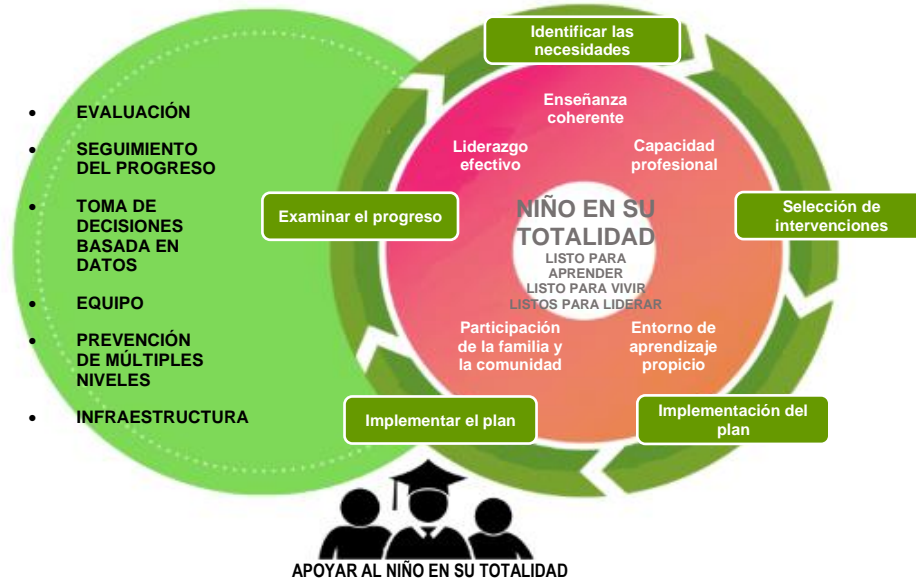 Identificar las
necesidades
Enseñanza
coherente
Liderazgo
efectivo
Capacidad
profesional
• EVALUACIÓN
• SEGUIMIENTO
DEL PROGRESO
• TOMA DE
DECISIONES
BASADA EN
DATOS
• EQUIPO
• PREVENCIÓN
DE MÚLTIPLES
NIVELES
• INFRAESTRUCTURA
Examinar el progreso
NIÑO EN SU
TOTALIDAD
LISTO PARA
APRENDER
LISTO PARA VIVIR
LISTOS PARA LIDERAR
Selección de
intervenciones
Participación
de la familia y
la comunidad
Entorno de
aprendizaje
propicio
Implementar el plan
Implementación del
plan
APOYAR AL NIÑO EN SU TOTALIDAD